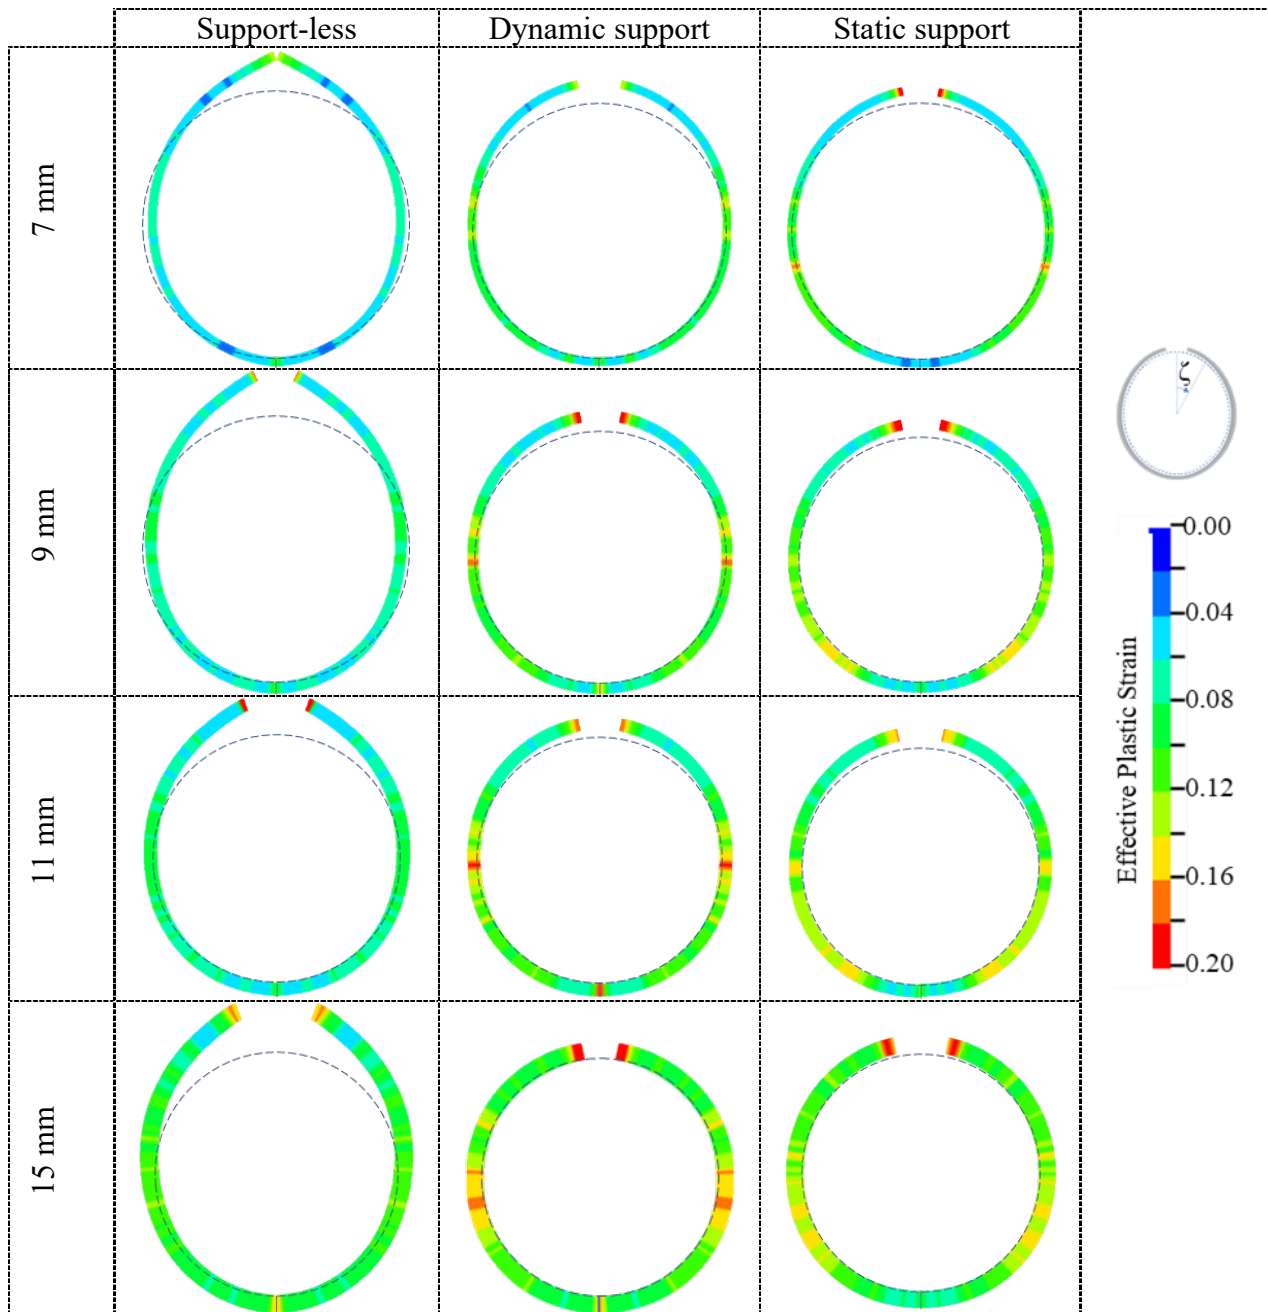 Support-less
Dynamic support
Static support
7 mm
9 mm
11 mm
15 mm
ζ
Effective Plastic Strain
0.00
0.04
0.08
0.12
0.16
0.20